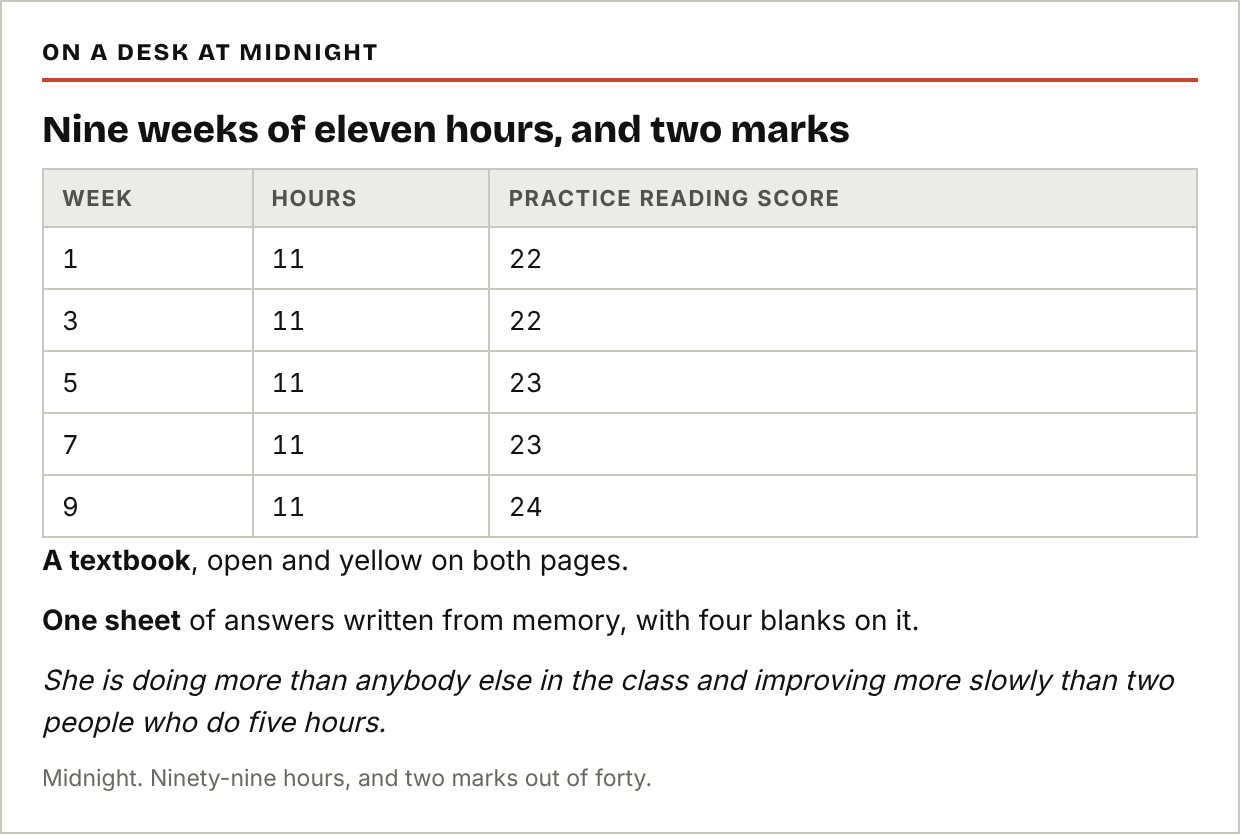 ON A DESK AT MIDNIGHT
Nine weeks of eleven hours, and two marks
WEEK HOURS PRACTICE READING SCORE
1 11 22
3 11 22
5 11 23
7 11 23
9 11 24
A textbook, open and yellow on both pages.
One sheet of answers written from memory, with four blanks on it.
She is doing more than anybody else in the class and improving more slowly than two
people who do five hours.
Midnight. Ninety-nine hours, and two marks out of forty.